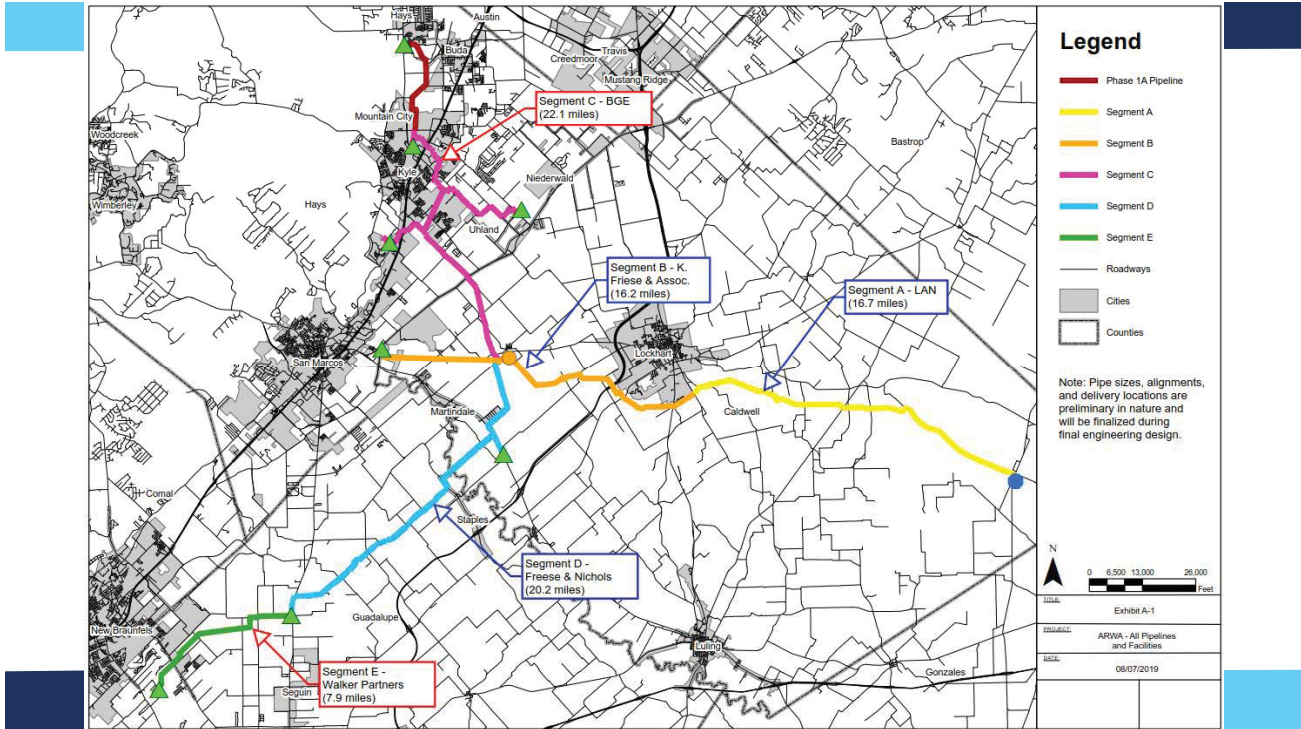 Hays
Austin
Buda
Travis
Creedmoor
Mustang Ridge
Segment C - BGE
(22.1 miles)
Mountain City
Woodcreek
Bastrop
Kyle
Niederwald
Wimberley
Hays
Uhland
Segment B - K.
Friese & Assoc.
(16.2 miles)
Segment A - LAN
(16.7 miles)
Lockhart
San Marcos
Martindale
Caldwell
Comal
Staples
Segment D -
Freese & Nichols
(20.2 miles)
Guadalupe
New Braunfels
Luling
Segment E -
Walker Partners
(7.9 miles)
Seguin
Gonzales
Legend
Phase 1A Pipeline
Segment A
Segment B
Segment C
Segment D
Segment E
Roadways
Cities
Counties
Note: Pipe sizes, alignments,
and delivery locations are
preliminary in nature and
will be finalized during
final engineering design.
N
0 6,500 13,000 26,000
Feet
TITLE:
Exhibit A-1
PROJECT:
ARWA - All Pipelines
and Facilities
DATE:
08/07/2019